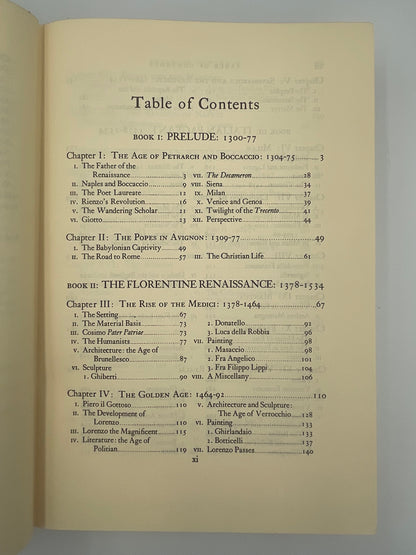 Table of Contents
BOOK I: PRELUDE: 1300-77
Chapter I: The Age of Petrarch and Boccaccio: 1304-75 3
I. The Father of the
Renaissance 3
II. Naples and Boccaccio 9
III. The Poet Laureate 12
IV. Rienzo's Revolution 16
V. The Wandering Scholar 21
VI. Giotto 23
VII. The Decameron 28
VIII. Siena 34
IX. Milan 37
X. Venice and Genoa 39
XI. Twilight of the Trecento 41
XII. Perspective 44
Chapter II: The Popes in Avignon: 1309-77 49
I. The Babylonian Captivity 49
II. The Road to Rome 57
III. The Christian Life 61
BOOK II: THE FLORENTINE RENAISSANCE: 1378-1534
Chapter III: The Rise of the Medici: 1378-1464 67
I. The Setting 67
II. The Material Basis 73
III. Cosimo Pater Patriae 73
IV. The Humanists 77
V. Architecture: the Age of
Brunellesco 87
VI. Sculpture
1. Ghiberti 90
2. Donatello 91
3. Luca della Robbia 96
VII. Painting 98
1. Masaccio 98
2. Fra Angelico 101
3. Fra Filippo Lippi 104
VIII. A Miscellany 106
Chapter IV: The Golden Age: 1464-92 110
I. Piero il Gottoso 110
II. The Development of
Lorenzo 110
III. Lorenzo the Magnificent 115
IV. Literature: the Age of
Politian 119
V. Architecture and Sculpture:
The Age of Verrocchio 128
VI. Painting 133
1. Ghirlandaio 133
2. Botticelli 137
VII. Lorenzo Passes 140
xi